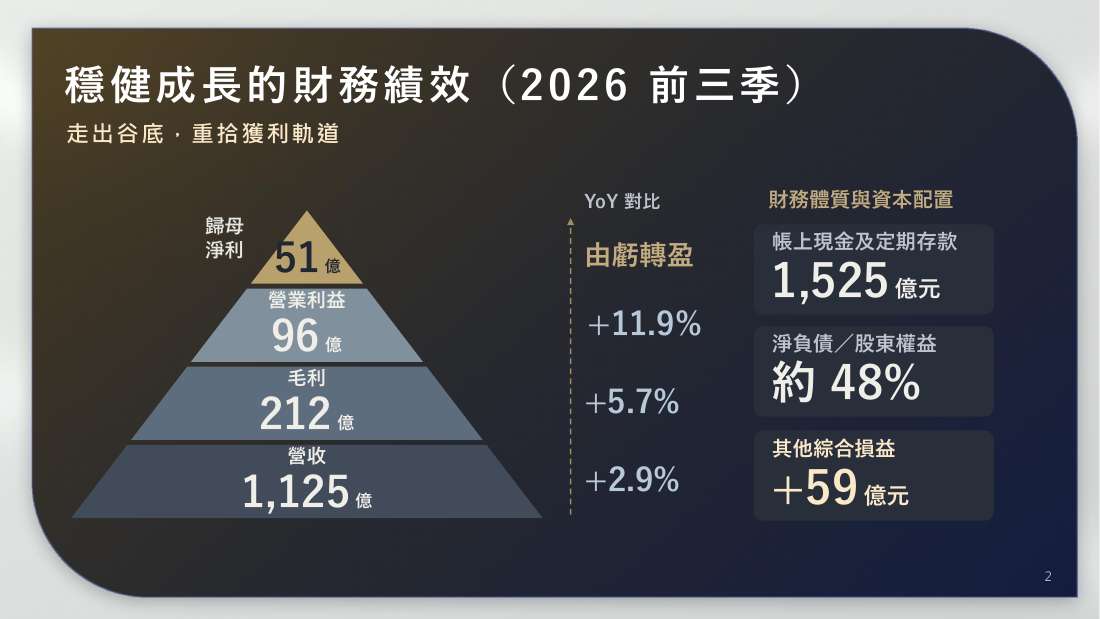 穩健成長的財務績效（2026 前三季）
走出谷底．重拾獲利軌道
歸母
淨利
51 億
營業利益
96 億
毛利
212 億
營收
1,125 億
YoY 對比
由虧轉盈
+11.9%
+5.7%
+2.9%
財務體質與資本配置
帳上現金及定期存款
1,525 億元
淨負債／股東權益
約 48%
其他綜合損益
+59 億元
2